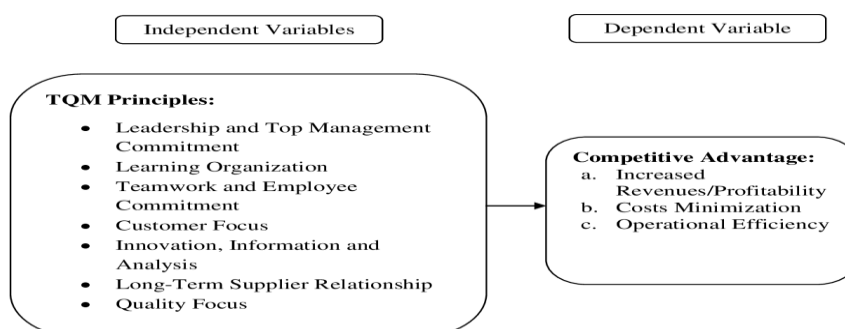 Independent Variables
Dependent Variable
TQM Principles:
• Leadership and Top Management
Commitment
• Learning Organization
• Teamwork and Employee
Commitment
• Customer Focus
• Innovation, Information and
Analysis
• Long-Term Supplier Relationship
• Quality Focus
Competitive Advantage:
a. Increased
Revenues/Profitability
b. Costs Minimization
c. Operational Efficiency